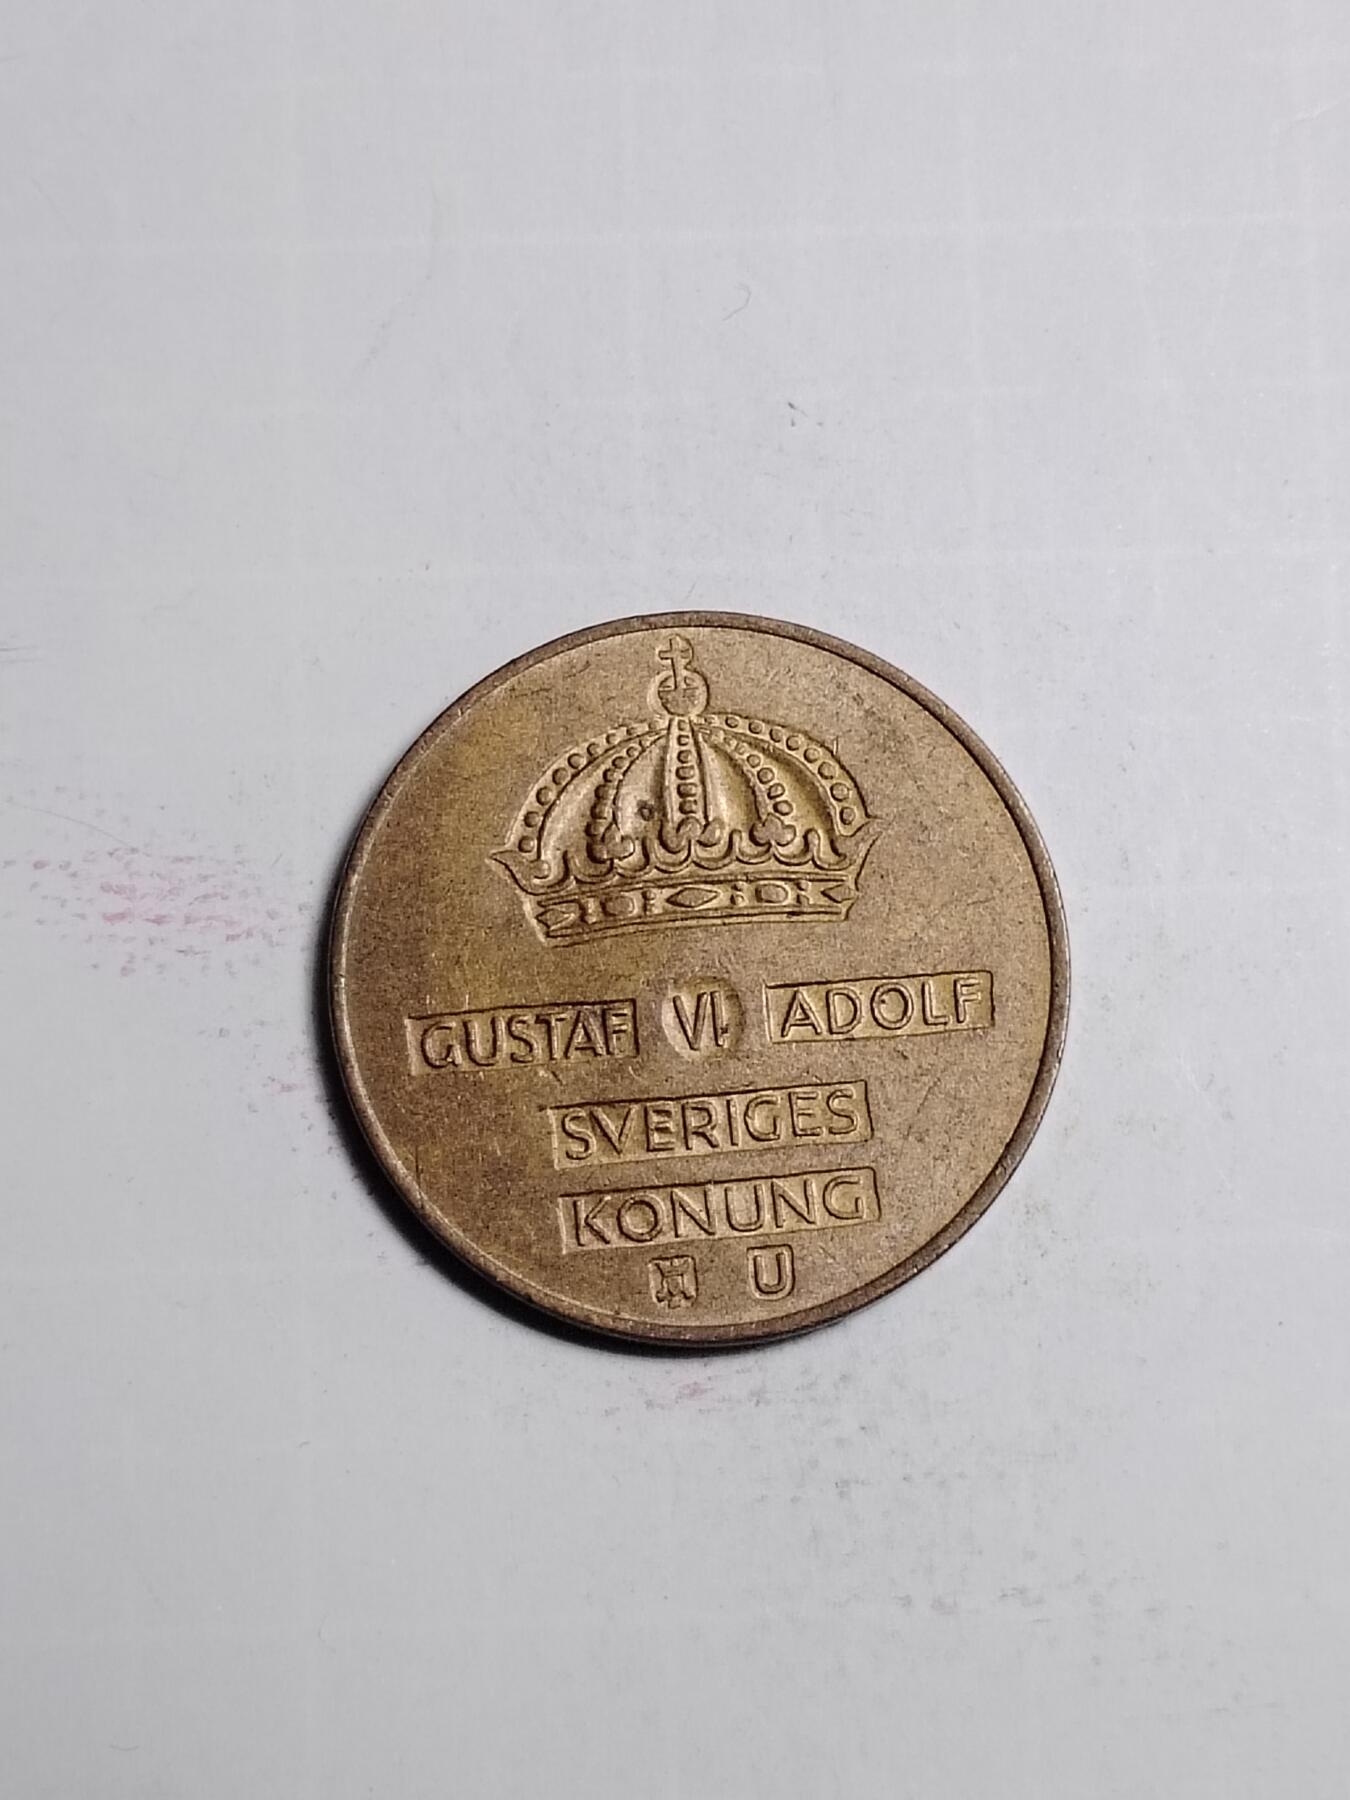 GUSTAF VI ADOLF
SVERIGES
KONUNG
U